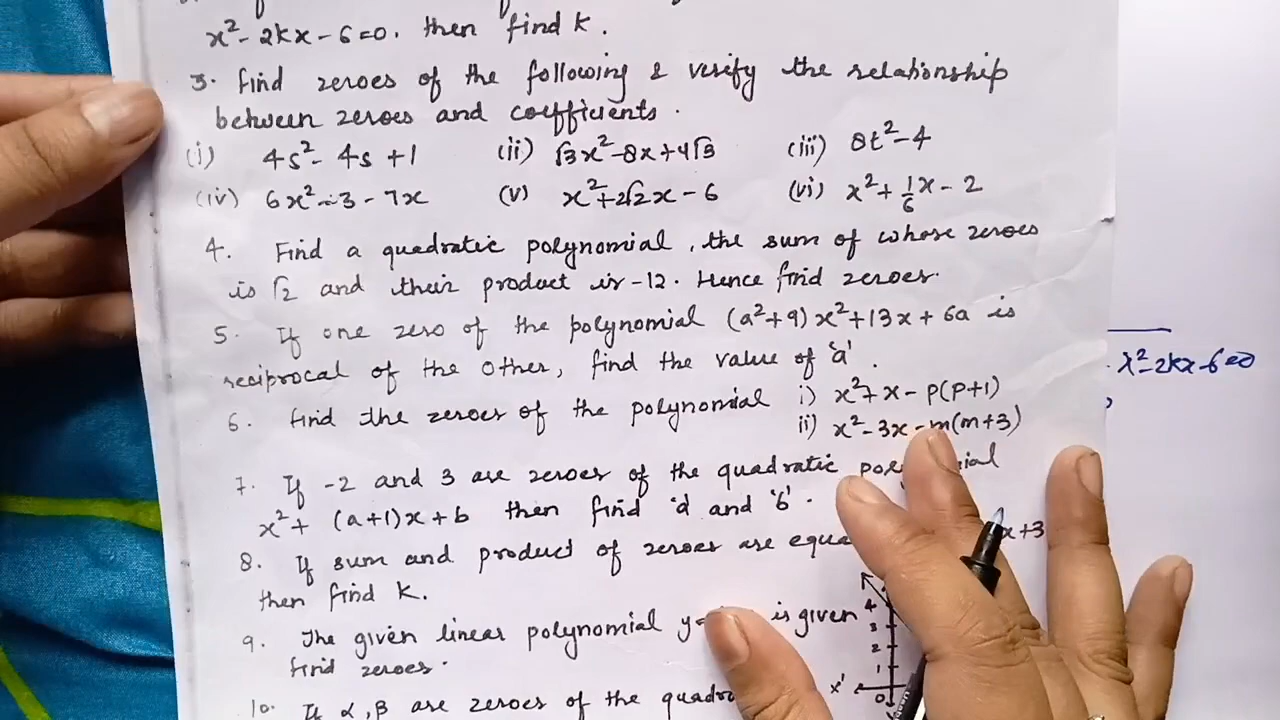 x²-2kx-6=0. then find k.
3. Find zeroes of the following & verify the relationship
between zeroes and coefficients.
(i) 4s²-4s+1 (ii) √3x²-8x+4√3 (iii) 8t²-4
(iv) 6x²-3-7x (v) x²+2√2x-6 (vi) x²+1/6x-2
4. Find a quadratic polynomial, the sum of whose zeroes
is √2 and their product is -12. Hence find zeroes.
5. If one zero of the polynomial (a²+9)x²+13x+6a is
reciprocal of the other, find the value of 'a'.
6. Find the zeroes of the polynomial i) x²+x-p(p+1)
ii) x²-3x-m(m+3)
7. If -2 and 3 are zeroes of the quadratic
x²+(a+1)x+b then find 'a' and 'b'.
8. If sum and product of zeroes are x+3
then find k.
9. The given linear polynomial y= is given
find zeroes.
10. If α,β are zeroes of the
x²-2kx-6=0
4
3
2
1
0
X'